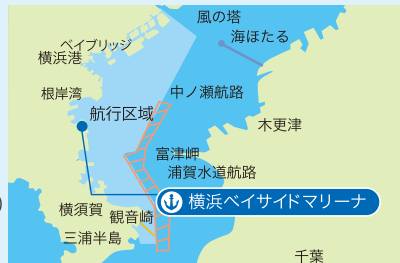 風の塔
海ほたる
ベイブリッジ
横浜港
根岸湾
中ノ瀬航路
航行区域
木更津
富津岬
浦賀水道航路
横浜ベイサイドマリーナ
横須賀
観音崎
三浦半島
千葉